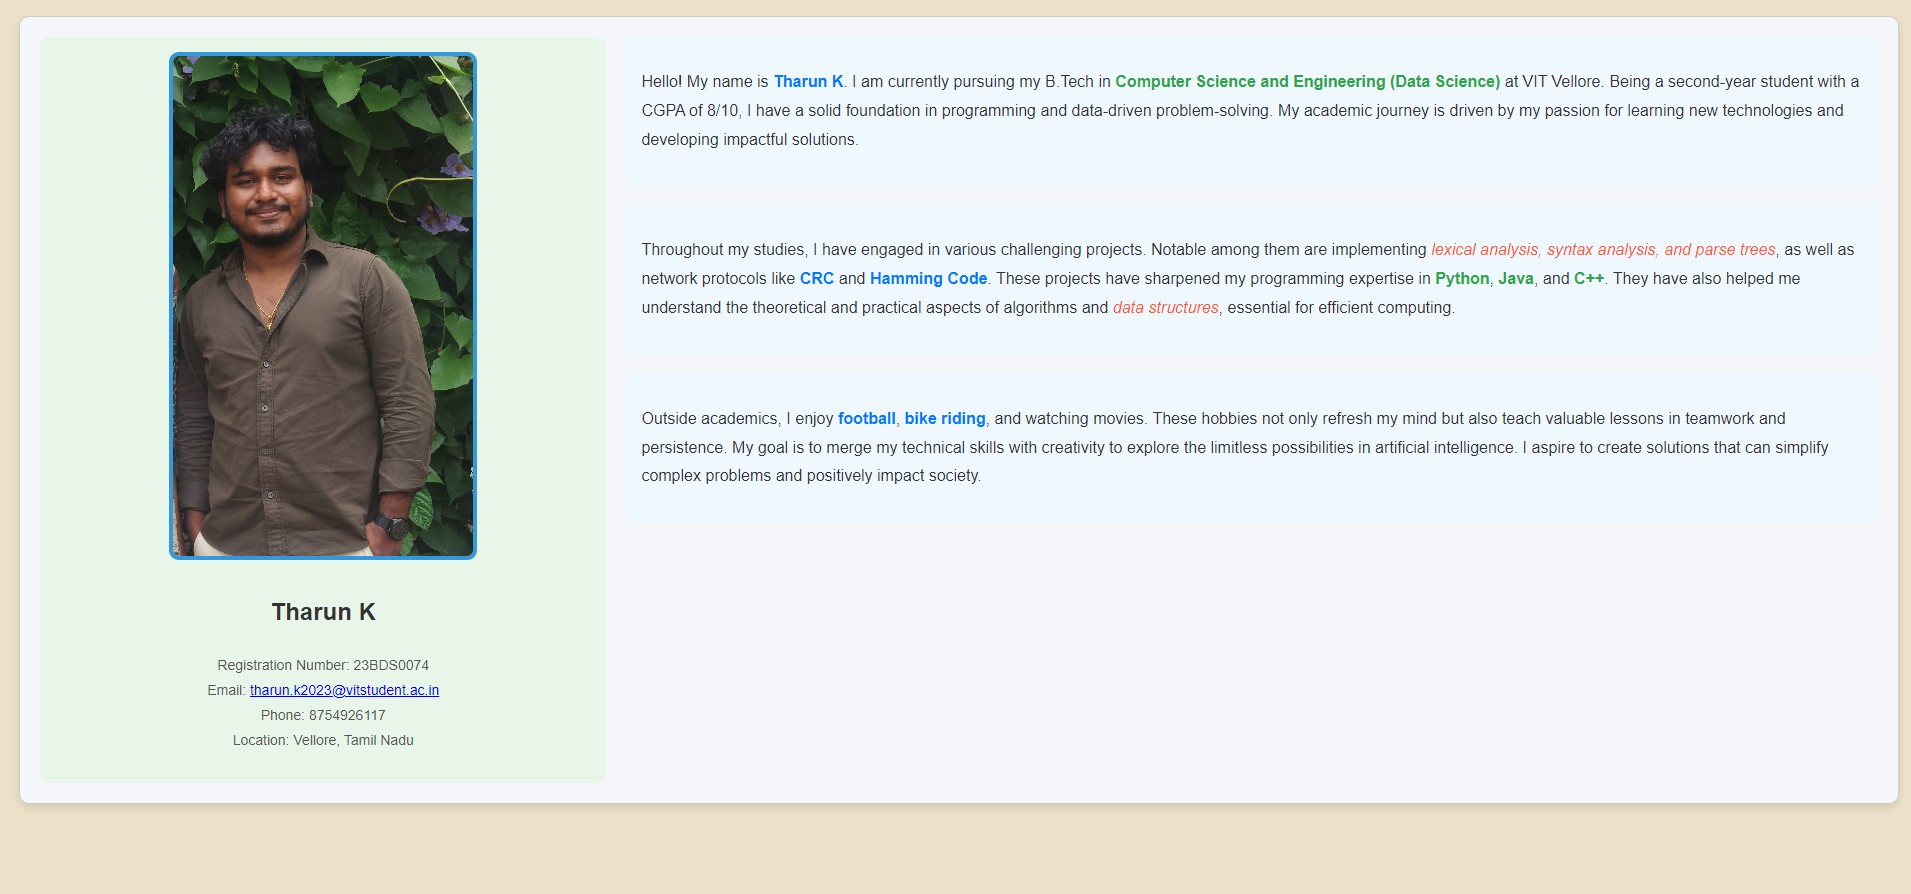 Tharun K
Registration Number: 23BDS0074
Email: tharun.k2023@vitstudent.ac.in
Phone: 8754926117
Location: Vellore, Tamil Nadu
Hello! My name is Tharun K. I am currently pursuing my B.Tech in Computer Science and Engineering (Data Science) at VIT Vellore. Being a second-year student with a
CGPA of 8/10, I have a solid foundation in programming and data-driven problem-solving. My academic journey is driven by my passion for learning new technologies and
developing impactful solutions.
Throughout my studies, I have engaged in various challenging projects. Notable among them are implementing lexical analysis, syntax analysis, and parse trees, as well as
network protocols like CRC and Hamming Code. These projects have sharpened my programming expertise in Python, Java, and C++. They have also helped me
understand the theoretical and practical aspects of algorithms and data structures, essential for efficient computing.
Outside academics, I enjoy football, bike riding, and watching movies. These hobbies not only refresh my mind but also teach valuable lessons in teamwork and
persistence. My goal is to merge my technical skills with creativity to explore the limitless possibilities in artificial intelligence. I aspire to create solutions that can simplify
complex problems and positively impact society.